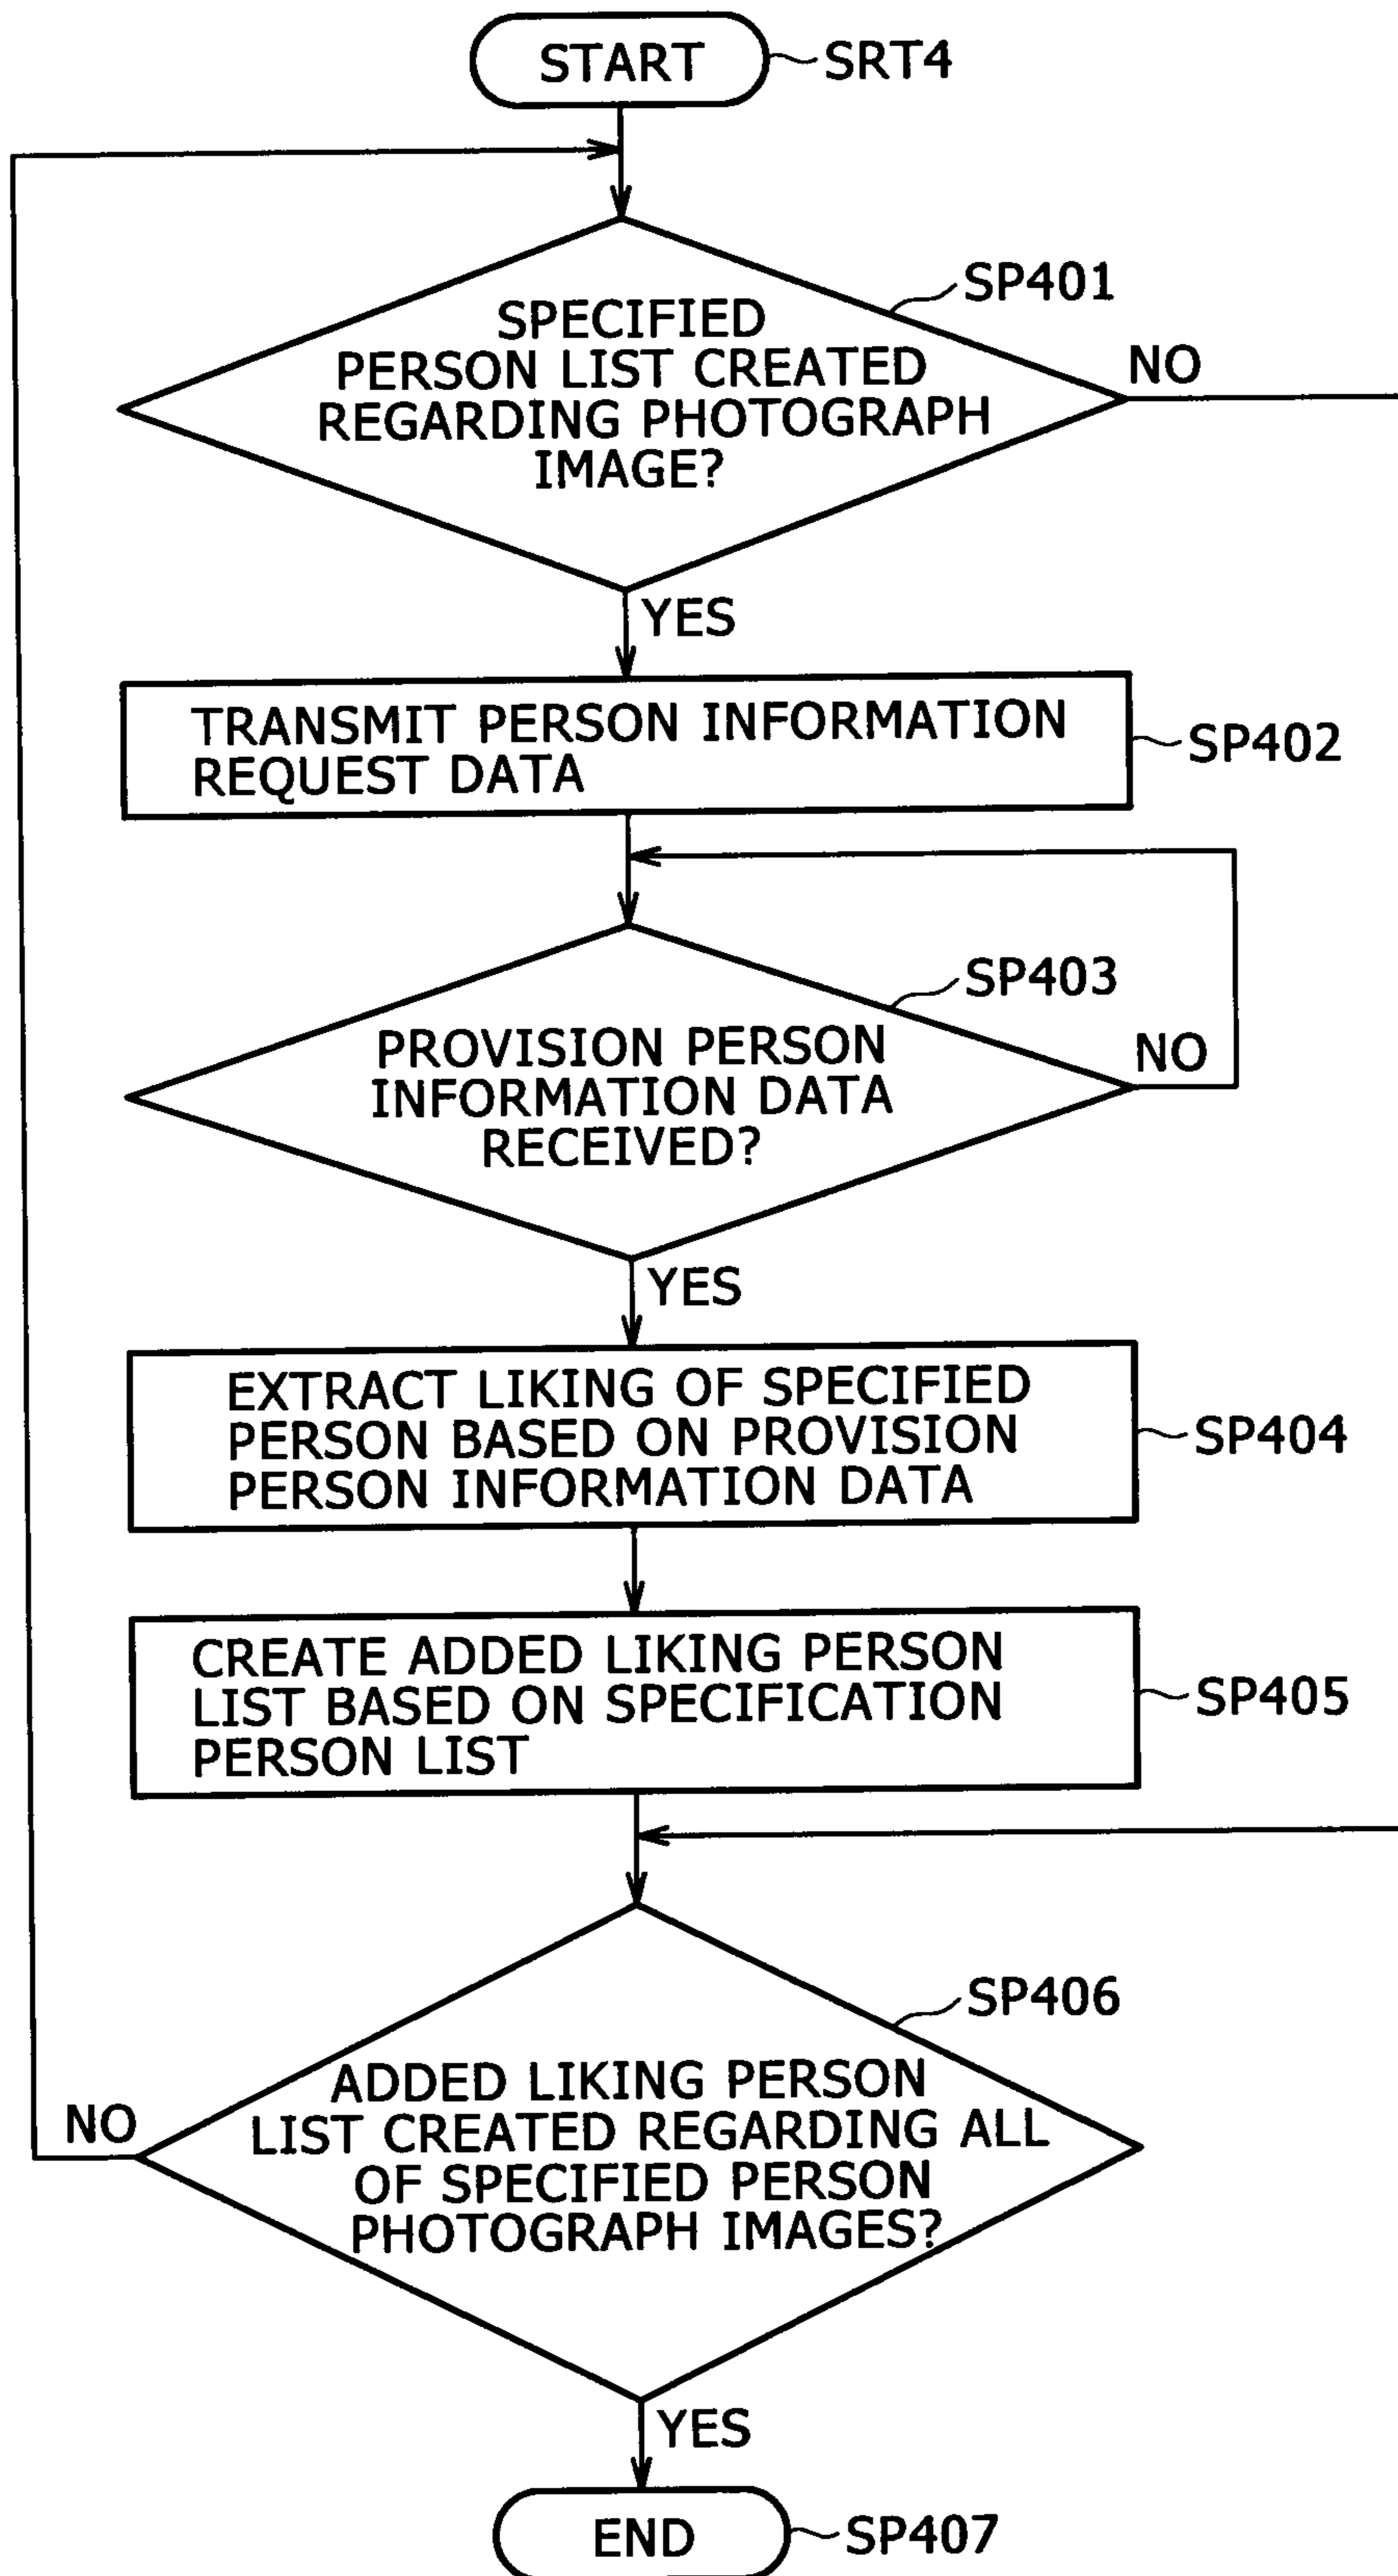 START
SRT4
SP401
SPECIFIED
PERSON LIST CREATED
REGARDING PHOTOGRAPH
IMAGE?
NO
YES
TRANSMIT PERSON INFORMATION
REQUEST DATA
SP402
SP403
PROVISION PERSON
INFORMATION DATA
RECEIVED?
NO
YES
EXTRACT LIKING OF SPECIFIED
PERSON BASED ON PROVISION
PERSON INFORMATION DATA
SP404
CREATE ADDED LIKING PERSON
LIST BASED ON SPECIFICATION
PERSON LIST
SP405
SP406
ADDED LIKING PERSON
LIST CREATED REGARDING ALL
OF SPECIFIED PERSON
PHOTOGRAPH IMAGES?
NO
YES
END
SP407